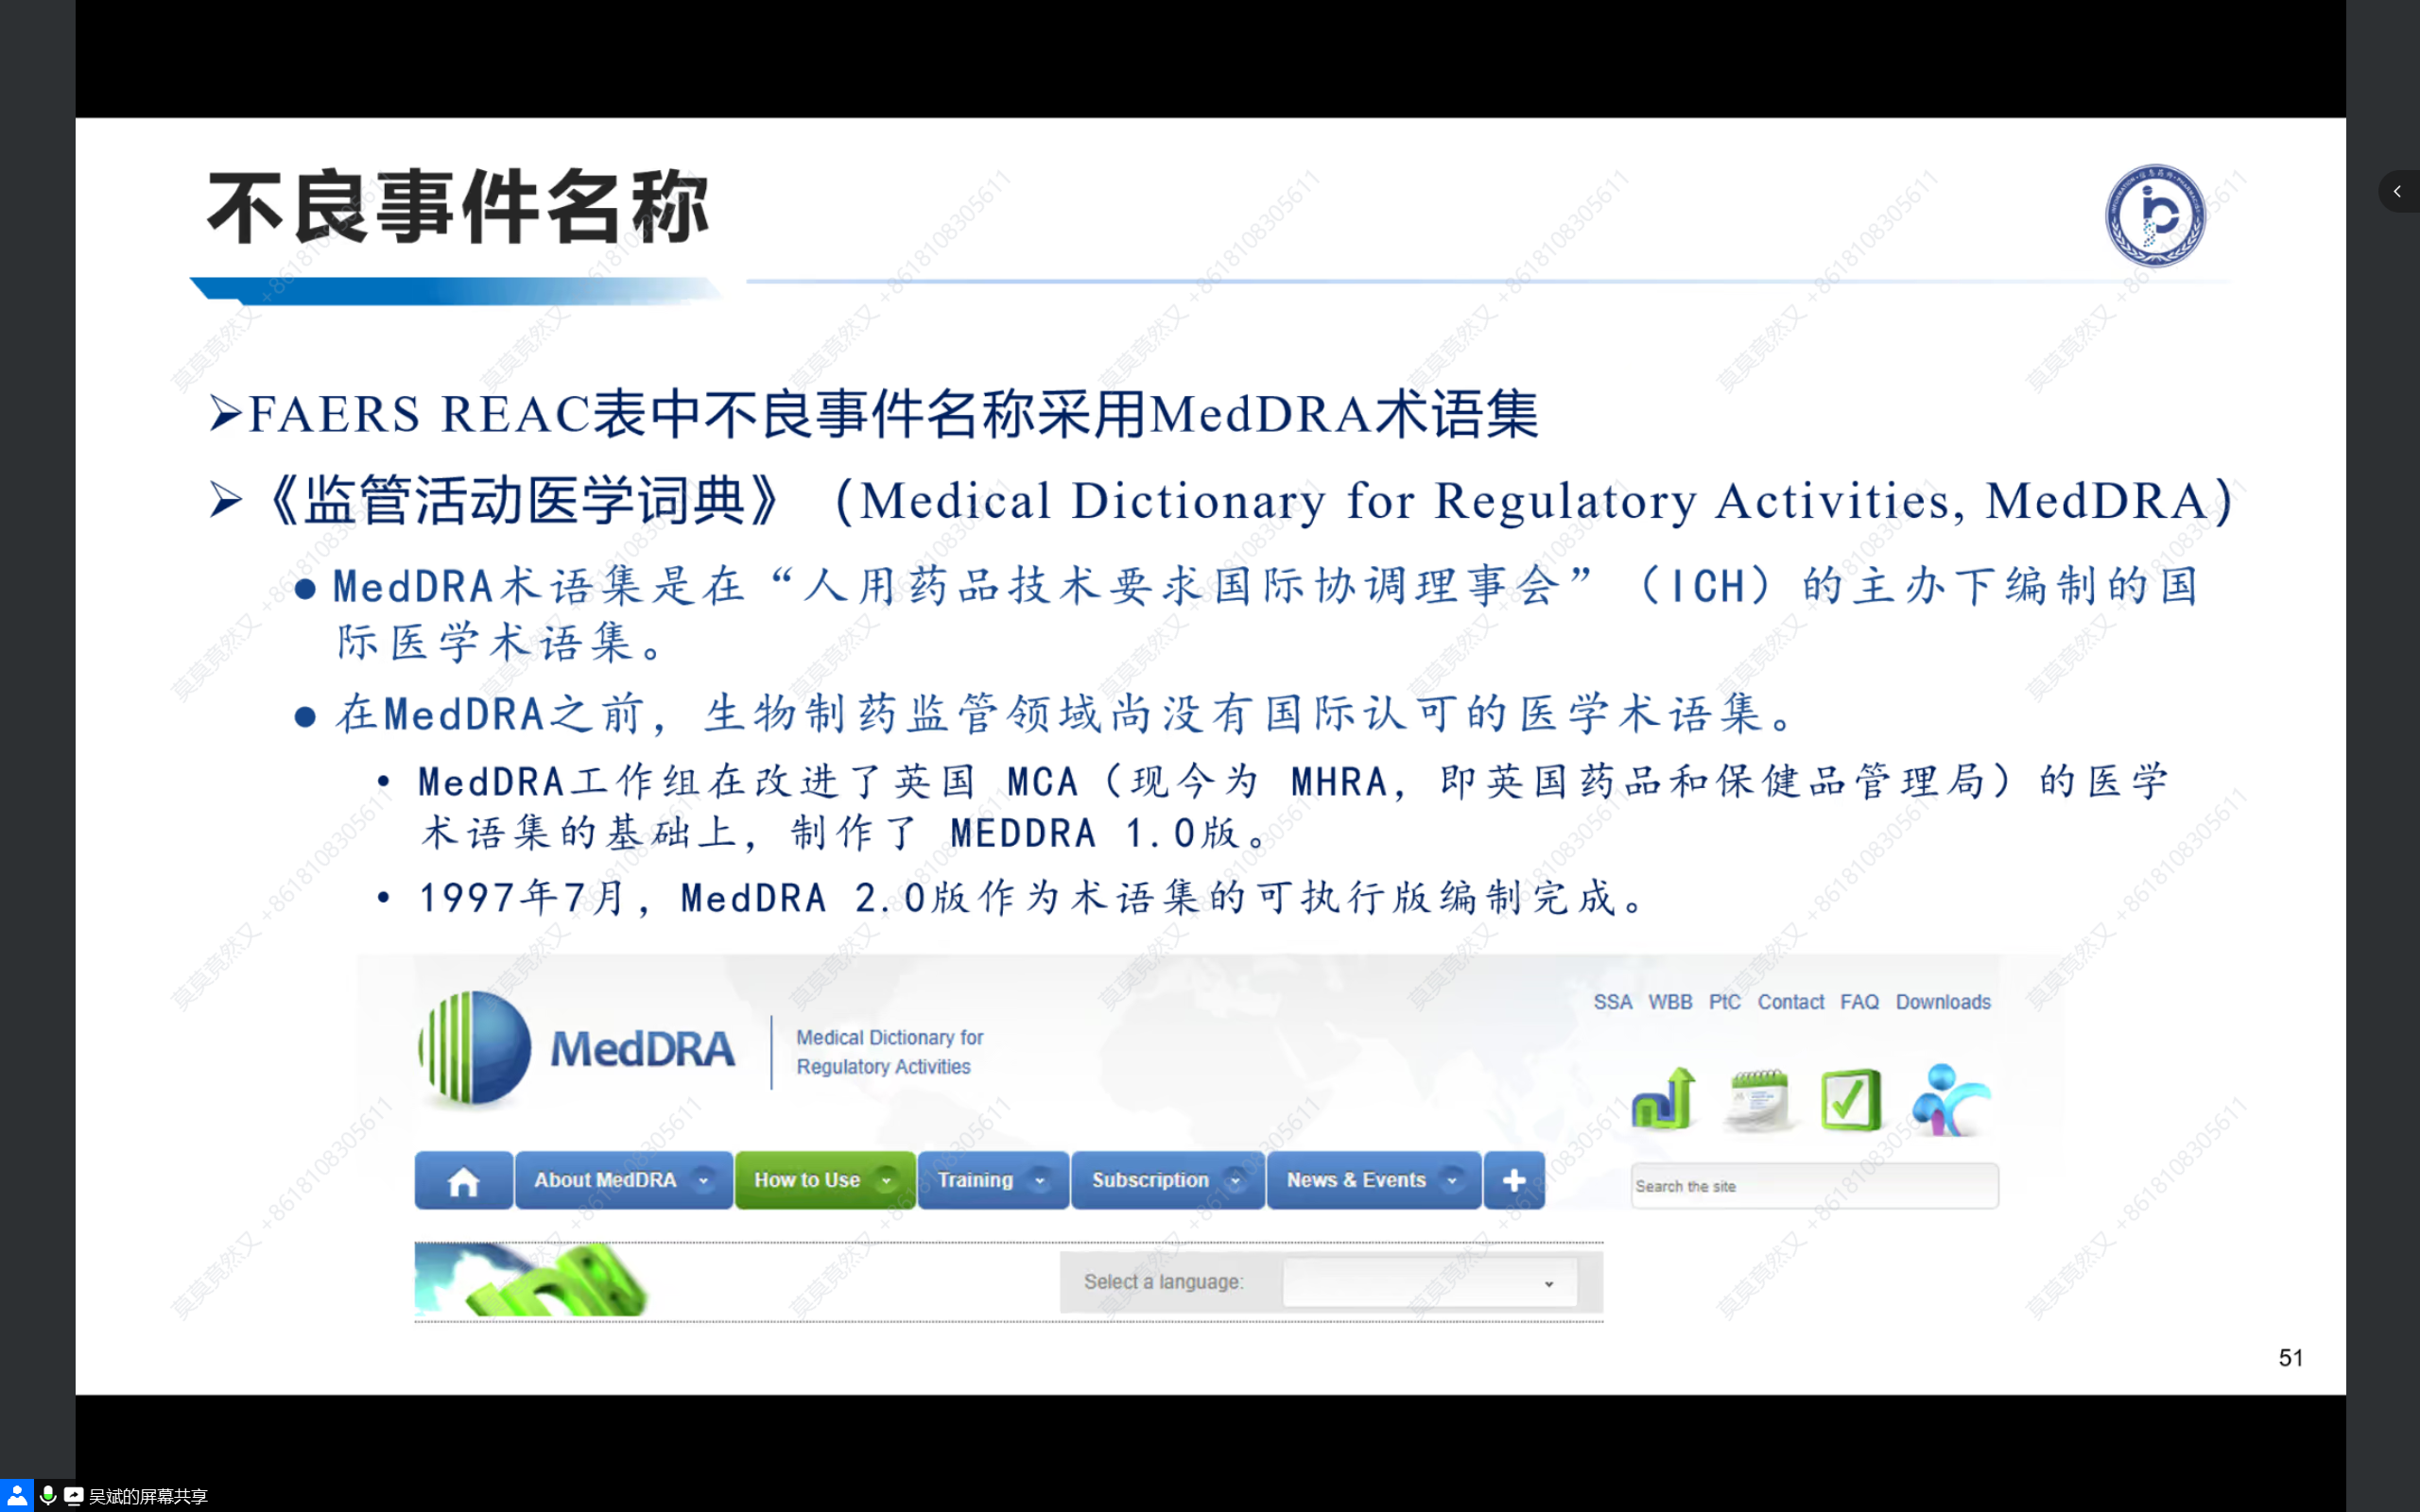 不良事件名称
➢FAERS REAC表中不良事件名称采用MedDRA术语集
➢《监管活动医学词典》（Medical Dictionary for Regulatory Activities, MedDRA）
● MedDRA术语集是在“人用药品技术要求国际协调理事会”（ICH）的主办下编制的国
际医学术语集。
● 在MedDRA之前，生物制药监管领域尚没有国际认可的医学术语集。
• MedDRA工作组在改进了英国 MCA（现今为 MHRA，即英国药品和保健品管理局）的医学
术语集的基础上，制作了 MEDDRA 1.0版。
• 1997年7月，MedDRA 2.0版作为术语集的可执行版编制完成。
SSA WBB PtC Contact FAQ Downloads
MedDRA
Medical Dictionary for
Regulatory Activities
About MedDRA How to Use Training Subscription News & Events
Search the site
Select a language:
51
吴斌的屏幕共享
莫莫竟然又 +8618108305611